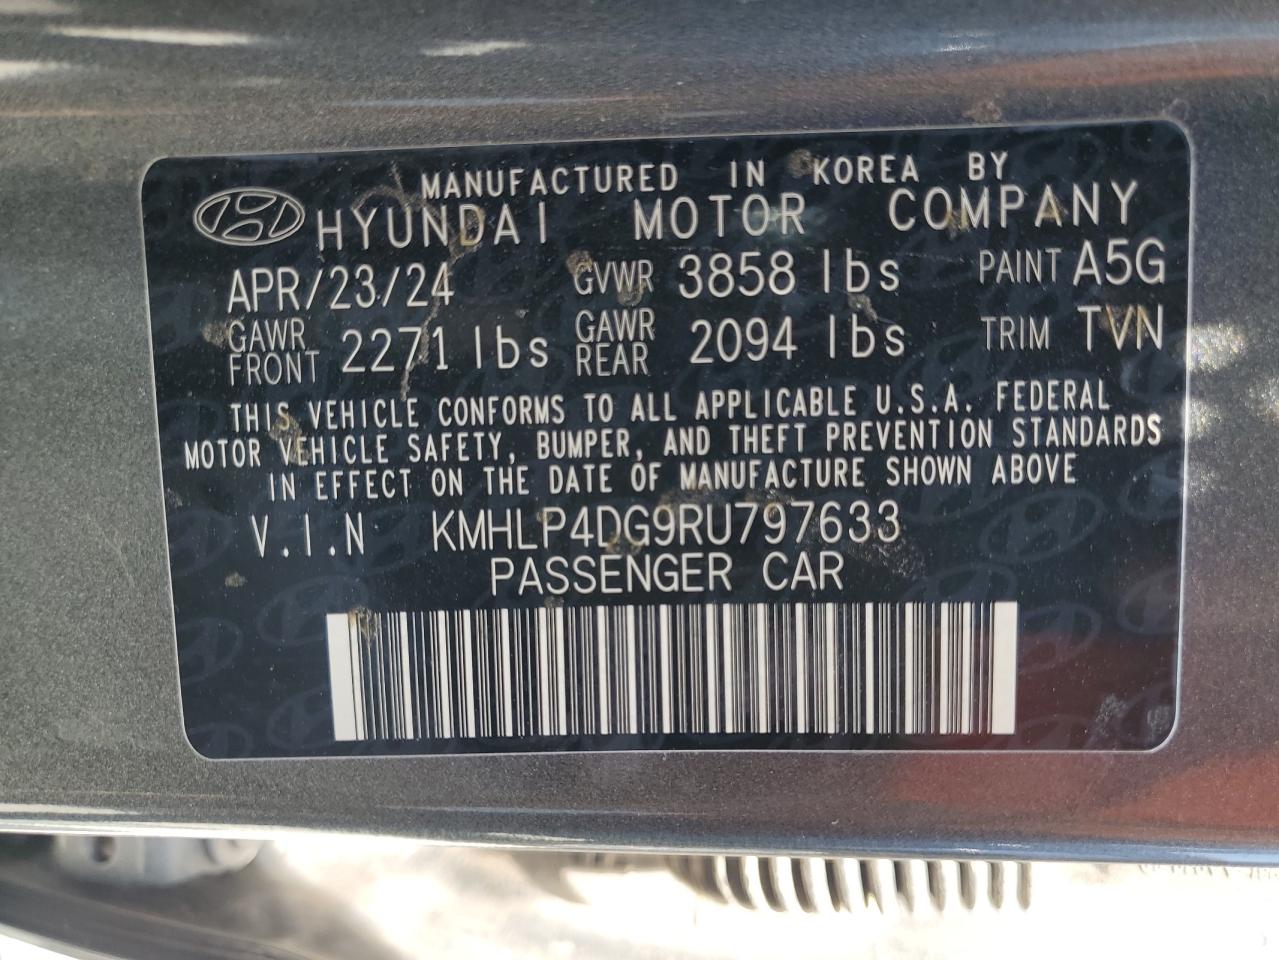 MANUFACTURED IN KOREA BY
HYUNDAI MOTOR COMPANY
APR/23/24 GVWR 3858 lbs PAINT A5G
GAWR FRONT 2271 lbs GAWR REAR 2094 lbs TRIM TVN
THIS VEHICLE CONFORMS TO ALL APPLICABLE U.S.A. FEDERAL
MOTOR VEHICLE SAFETY, BUMPER, AND THEFT PREVENTION STANDARDS
IN EFFECT ON THE DATE OF MANUFACTURE SHOWN ABOVE
V.I.N KMHLP4DG9RU797633
PASSENGER CAR